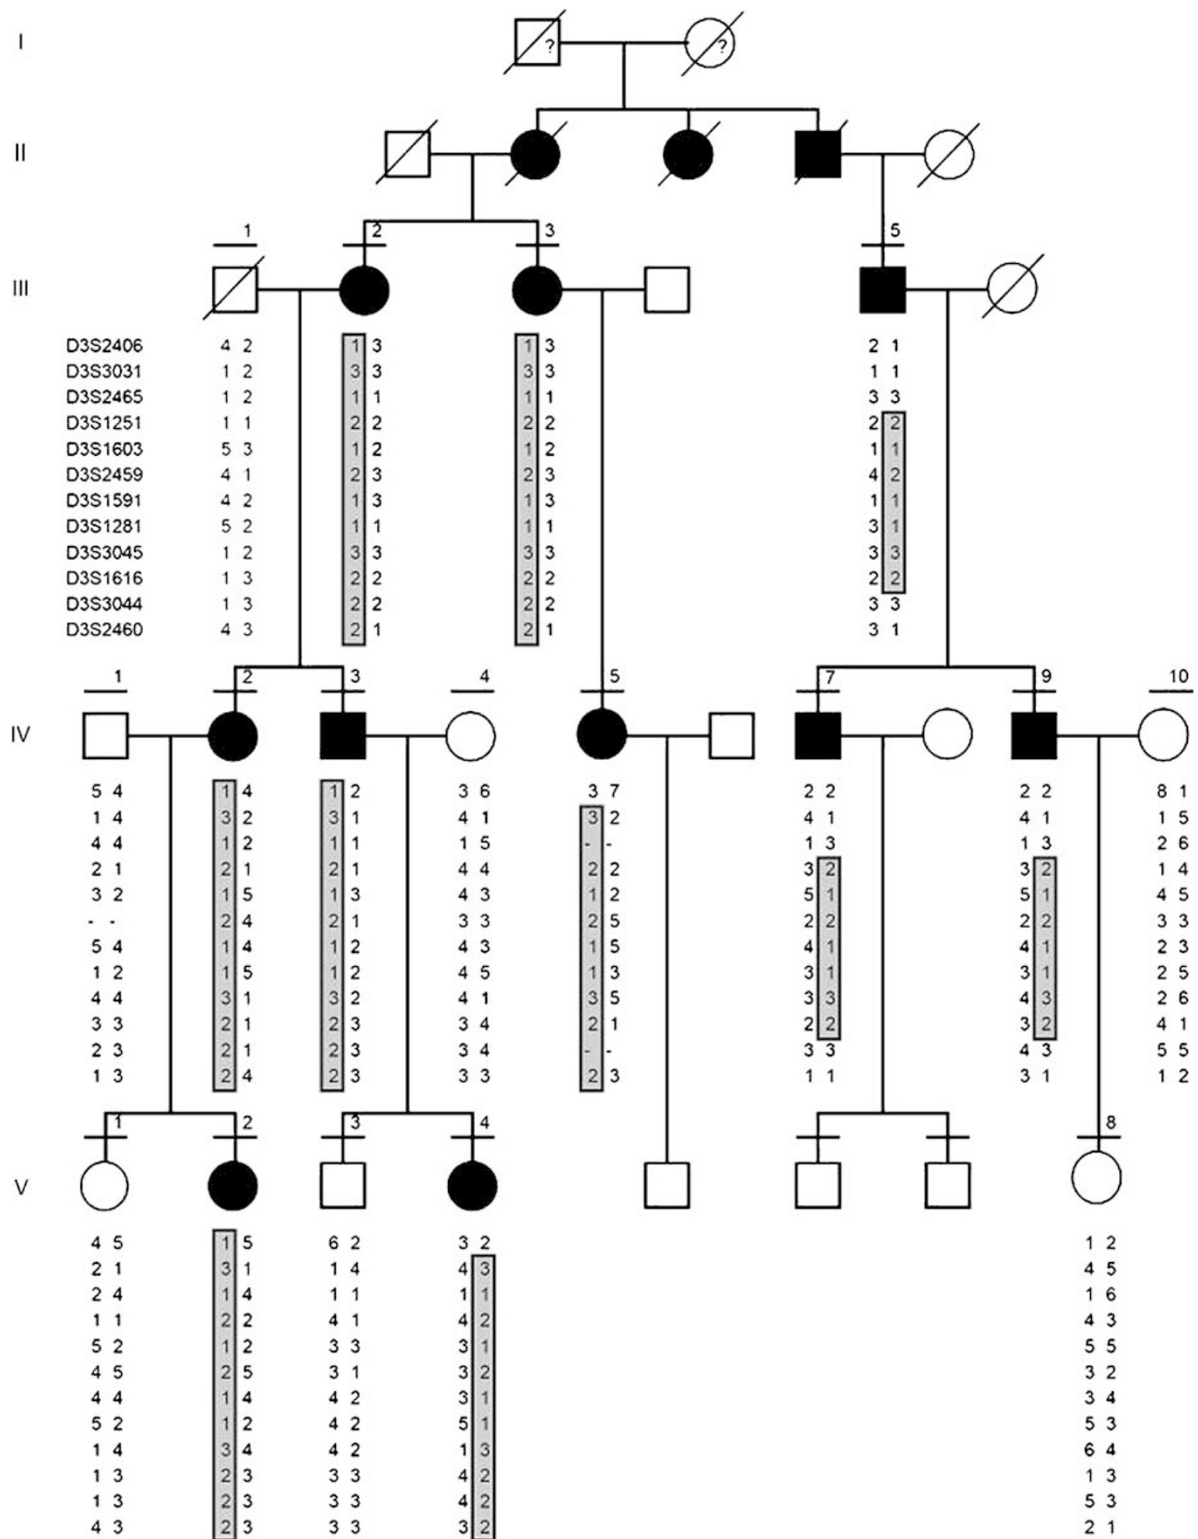 I
? ?
II
1 2 3 5
III
D3S2406 4 2 1 3 1 3 2 1
D3S3031 1 2 3 3 3 3 1 1
D3S2465 1 2 1 1 1 1 3 3
D3S1251 1 1 2 2 2 2 2 2
D3S1603 5 3 1 2 1 2 1 1
D3S2459 4 1 2 3 2 3 4 2
D3S1591 4 2 1 3 1 3 1 1
D3S1281 5 2 1 1 1 1 3 1
D3S3045 1 2 3 3 3 3 3 3
D3S1616 1 3 2 2 2 2 2 2
D3S3044 1 3 2 2 2 2 3 3
D3S2460 4 3 2 1 2 1 3 1
1 2 3 4 5 7 9 10
IV
5 4 1 4 1 2 3 6 3 7 2 2 2 2 8 1
1 4 3 2 3 1 4 1 3 2 4 1 4 1 1 5
4 4 1 2 1 1 1 5 - - 1 3 1 3 2 6
2 1 2 1 2 1 4 4 2 2 3 2 3 2 1 4
3 2 1 5 1 3 4 3 1 2 5 1 5 1 4 5
- - 2 4 2 1 3 3 2 5 2 2 2 2 3 3
5 4 1 4 1 2 4 3 1 5 4 1 4 1 2 3
1 2 1 5 1 2 4 5 1 3 3 1 3 1 2 5
4 4 3 1 3 2 4 1 3 5 3 3 4 3 2 6
3 3 2 1 2 3 3 4 2 1 2 2 3 2 4 1
2 3 2 1 2 3 3 4 - - 3 3 4 3 5 5
1 3 2 4 2 3 3 3 2 3 1 1 3 1 1 2
1 2 3 4 8
V
4 5 1 5 6 2 3 2 1 2
2 1 3 1 1 4 4 3 4 5
2 4 1 4 1 1 1 1 1 6
1 1 2 2 4 1 4 2 4 3
5 2 1 2 3 3 3 1 5 5
4 5 2 5 3 1 3 2 3 2
4 4 1 4 4 2 3 1 3 4
5 2 1 2 4 2 5 1 5 3
1 4 3 4 4 2 1 3 6 4
1 3 2 3 3 3 4 2 1 3
1 3 2 3 3 3 4 2 5 3
4 3 2 3 3 3 3 2 2 1